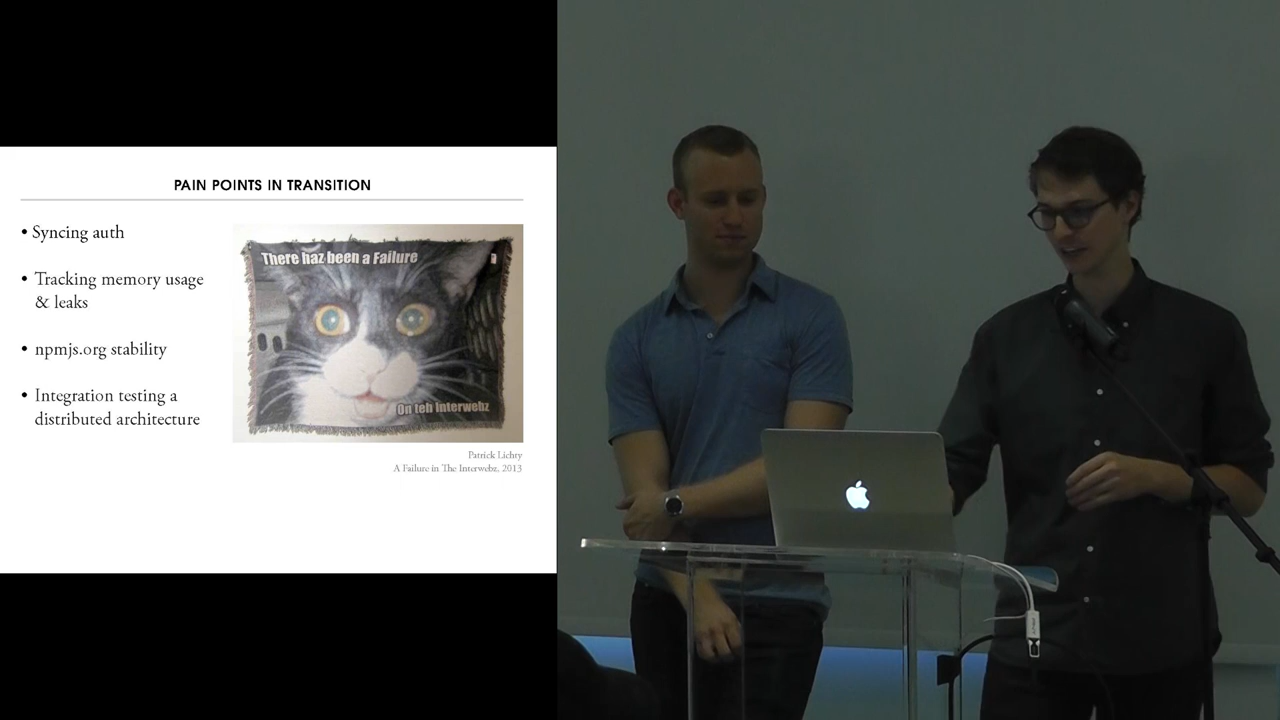 PAIN POINTS IN TRANSITION
• Syncing auth
• Tracking memory usage
& leaks
• npmjs.org stability
• Integration testing a
distributed architecture
There haz been a Failure
On teh Interwebz
Patrick Lichty
A Failure in The Interwebz, 2013